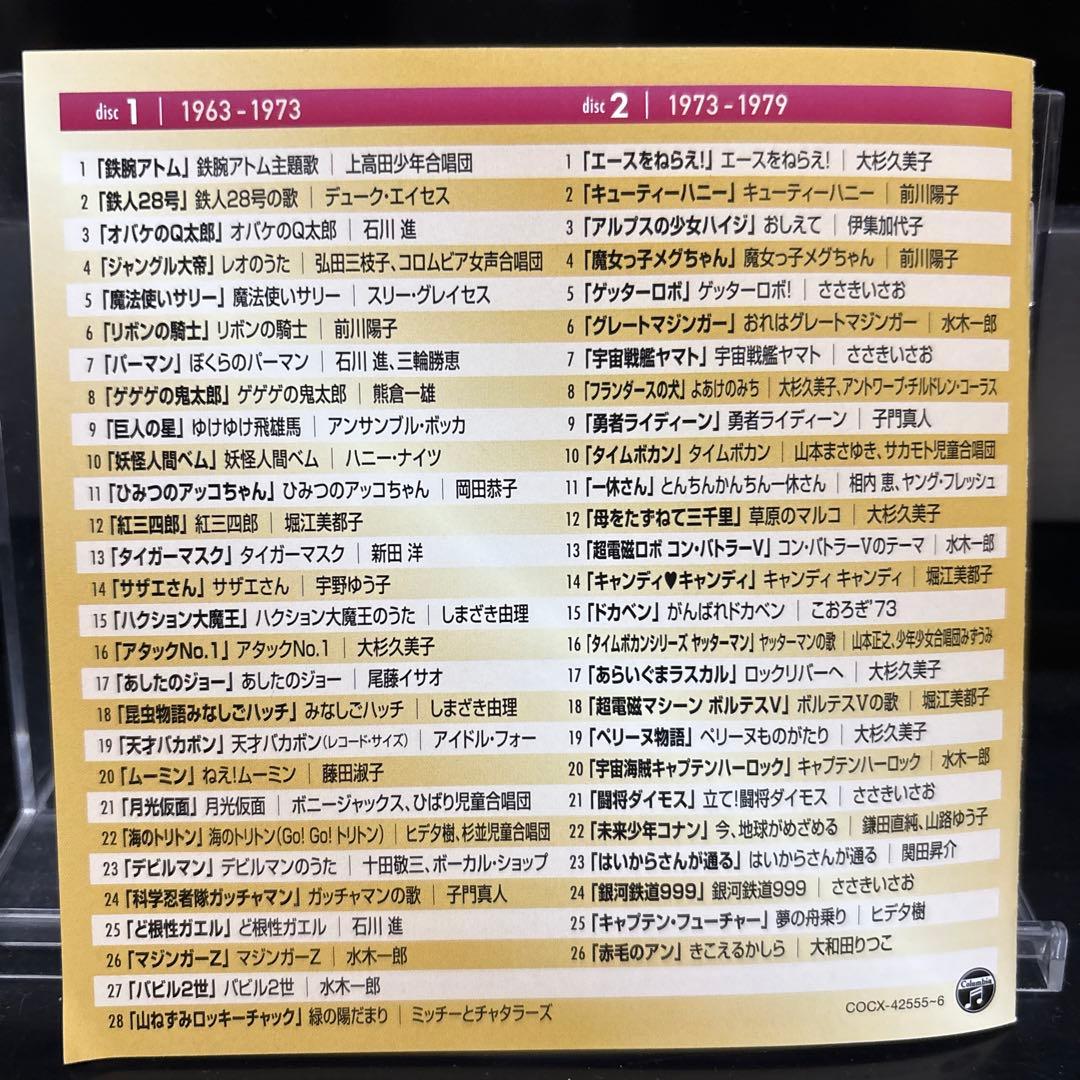 disc 1 | 1963-1973
1 「鉄腕アトム」 鉄腕アトム主題歌 | 上高田少年合唱団
2 「鉄人28号」 鉄人28号の歌 | デューク・エイセス
3 「オバケのQ太郎」 オバケのQ太郎 | 石川 進
4 「ジャングル大帝」 レオのうた | 弘田三枝子、コロムビア女声合唱団
5 「魔法使いサリー」 魔法使いサリー | スリー・グレイセス
6 「リボンの騎士」 リボンの騎士 | 前川陽子
7 「パーマン」 ぼくらのパーマン | 石川 進、三輪勝恵
8 「ゲゲゲの鬼太郎」 ゲゲゲの鬼太郎 | 熊倉一雄
9 「巨人の星」 ゆけゆけ飛雄馬 | アンサンブル・ボッカ
10 「妖怪人間ベム」 妖怪人間ベム | ハニー・ナイツ
11 「ひみつのアッコちゃん」 ひみつのアッコちゃん | 岡田恭子
12 「紅三四郎」 紅三四郎 | 堀江美都子
13 「タイガーマスク」 タイガーマスク | 新田 洋
14 「サザエさん」 サザエさん | 宇野ゆう子
15 「ハクション大魔王」 ハクション大魔王のうた | しまざき由理
16 「アタックNo.1」 アタックNo.1 | 大杉久美子
17 「あしたのジョー」 あしたのジョー | 尾藤イサオ
18 「昆虫物語みなしごハッチ」 みなしごハッチ | しまざき由理
19 「天才バカボン」 天才バカボン(レコード・サイズ) | アイドル・フォー
20 「ムーミン」 ねえ!ムーミン | 藤田淑子
21 「月光仮面」 月光仮面 | ボニージャックス、ひばり児童合唱団
22 「海のトリトン」 海のトリトン(Go! Go! トリトン) | ヒデタ樹、杉並児童合唱団
23 「デビルマン」 デビルマンのうた | 十田敬三、ボーカル・ショップ
24 「科学忍者隊ガッチャマン」 ガッチャマンの歌 | 子門真人
25 「ど根性ガエル」 ど根性ガエル | 石川 進
26 「マジンガーZ」 マジンガーZ | 水木一郎
27 「バビル2世」 バビル2世 | 水木一郎
28 「山ねずみロッキーチャック」 緑の陽だまり | ミッチーとチャタラーズ
disc 2 | 1973-1979
1 「エースをねらえ!」 エースをねらえ! | 大杉久美子
2 「キューティーハニー」 キューティーハニー | 前川陽子
3 「アルプスの少女ハイジ」 おしえて | 伊集加代子
4 「魔女っ子メグちゃん」 魔女っ子メグちゃん | 前川陽子
5 「ゲッターロボ」 ゲッターロボ! | ささきいさお
6 「グレートマジンガー」 おれはグレートマジンガー | 水木一郎
7 「宇宙戦艦ヤマト」 宇宙戦艦ヤマト | ささきいさお
8 「フランダースの犬」 よあけのみち | 大杉久美子、アントワープ・チルドレン・コーラス
9 「勇者ライディーン」 勇者ライディーン | 子門真人
10 「タイムボカン」 タイムボカン | 山本まさゆき、サカモト児童合唱団
11 「一休さん」 とんちんかんちん一休さん | 相内 恵、ヤング・フレッシュ
12 「母をたずねて三千里」 草原のマルコ | 大杉久美子
13 「超電磁ロボ コン・バトラーV」 コン・バトラーVのテーマ | 水木一郎
14 「キャンディ♥キャンディ」 キャンディ キャンディ | 堀江美都子
15 「ドカベン」 がんばれドカベン | こおろぎ'73
16 「タイムボカンシリーズ ヤッターマン」 ヤッターマンの歌 | 山本正之、少年少女合唱団みずうみ
17 「あらいぐまラスカル」 ロックリバーへ | 大杉久美子
18 「超電磁マシーン ボルテスV」 ボルテスVの歌 | 堀江美都子
19 「ペリーヌ物語」 ペリーヌものがたり | 大杉久美子
20 「宇宙海賊キャプテンハーロック」 キャプテンハーロック | 水木一郎
21 「闘将ダイモス」 立て!闘将ダイモス | ささきいさお
22 「未来少年コナン」 今、地球がめざめる | 鎌田直純、山路ゆう子
23 「はいからさんが通る」 はいからさんが通る | 関田昇介
24 「銀河鉄道999」 銀河鉄道999 | ささきいさお
25 「キャプテン・フューチャー」 夢の舟乗り | ヒデタ樹
26 「赤毛のアン」 きこえるかしら | 大和田りつこ
COCX-42555~6
Columbia